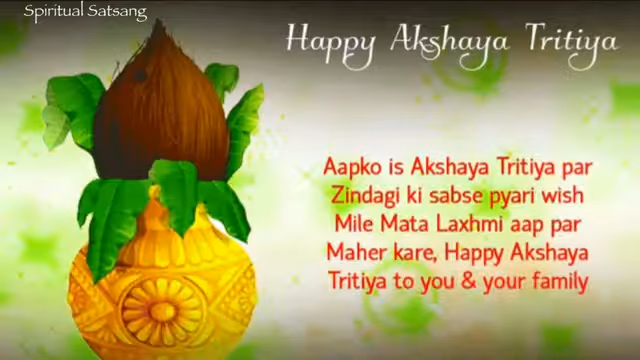 Spiritual Satsang
Happy Akshaya Tritiya
Aapko is Akshaya Tritiya par
Zindagi ki sabse pyari wish
Mile Mata Laxmhi aap par
Maher kare, Happy Akshaya
Tritiya to you & your family